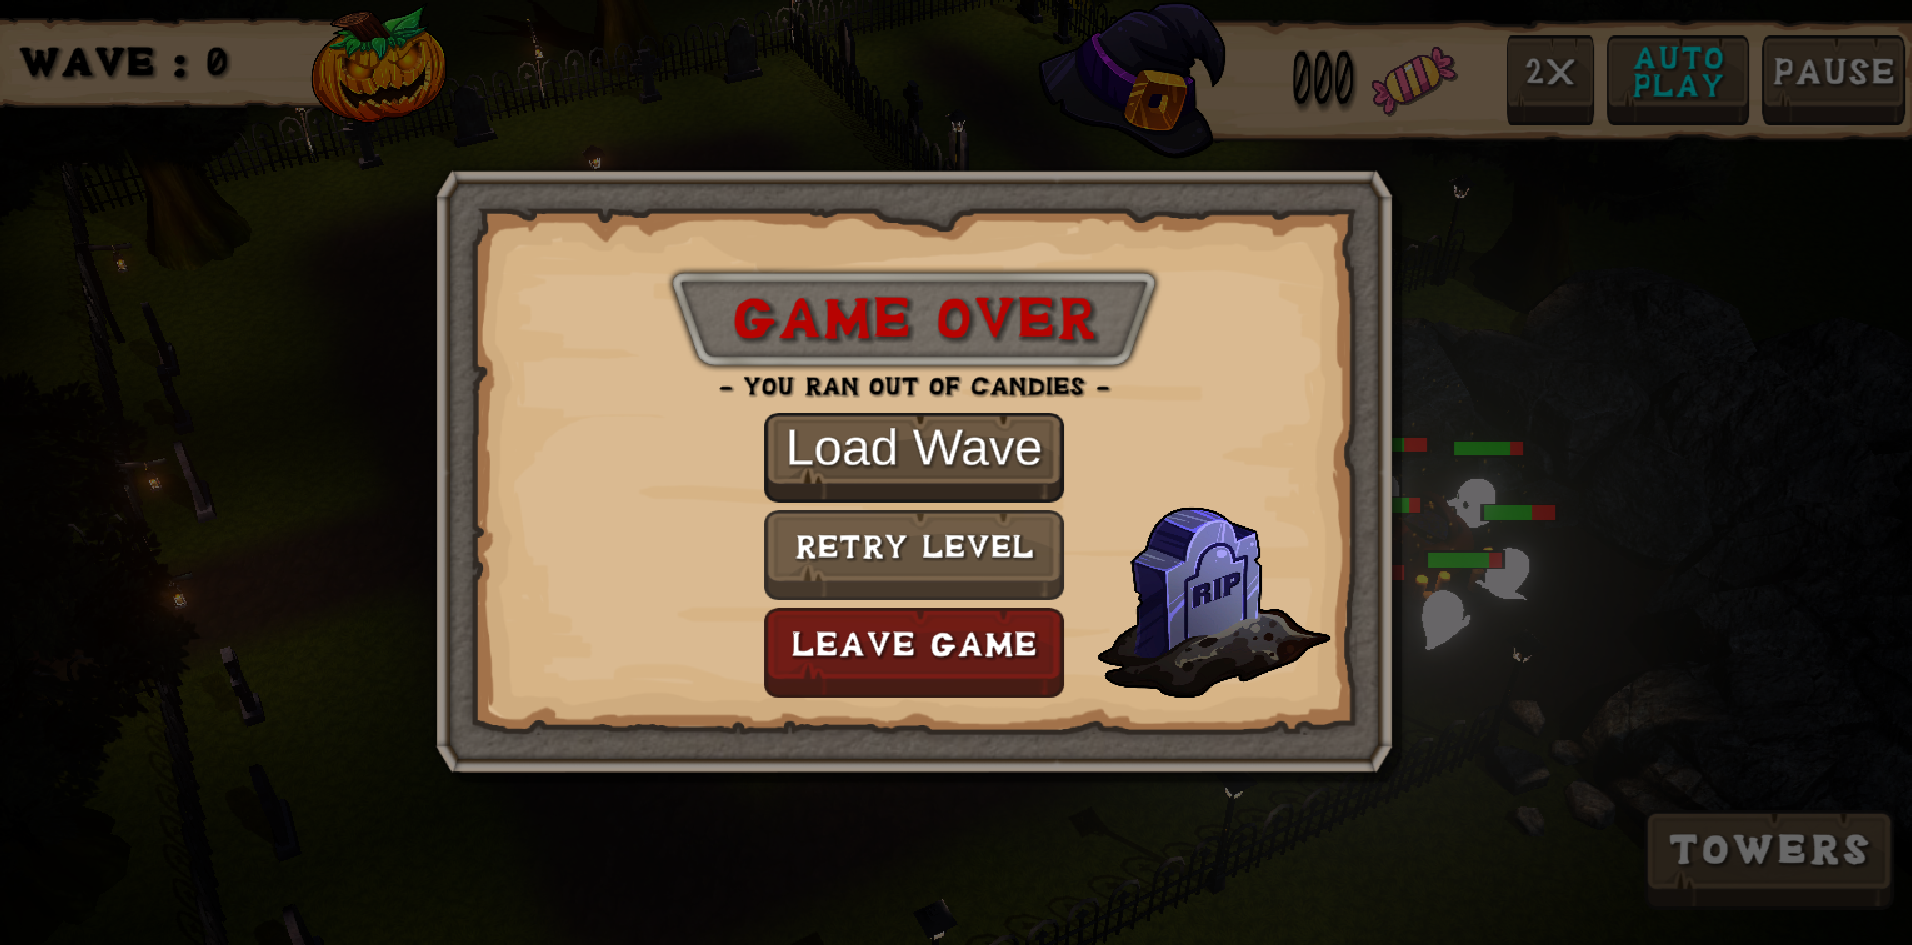 WAVE : 0
000
2X
AUTO
PLAY
PAUSE
GAME OVER
- YOU RAN OUT OF CANDIES -
Load Wave
RETRY LEVEL
LEAVE GAME
RIP
TOWERS